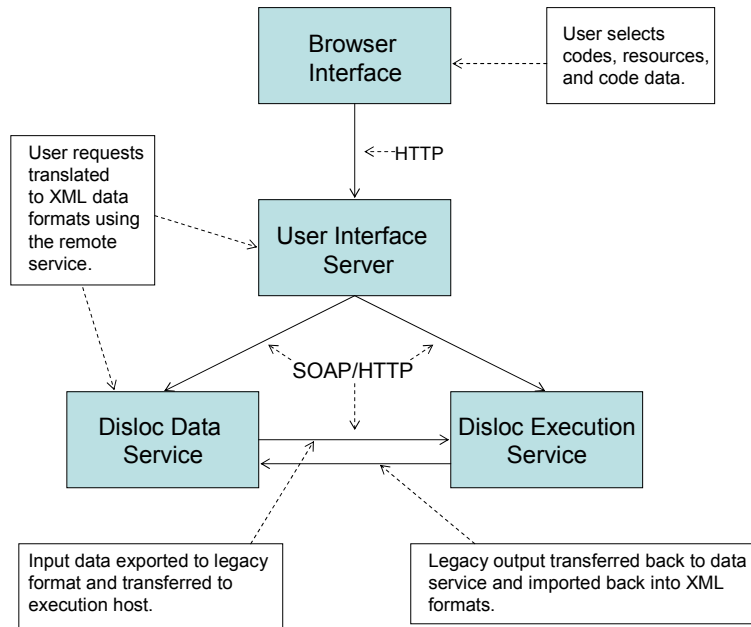 Browser
Interface
User selects
codes, resources,
and code data.
HTTP
User requests
translated
to XML data
formats using
the remote
service.
User Interface
Server
SOAP/HTTP
Disloc Data
Service
Disloc Execution
Service
Input data exported to legacy
format and transferred to
execution host.
Legacy output transferred back to data
service and imported back into XML
formats.